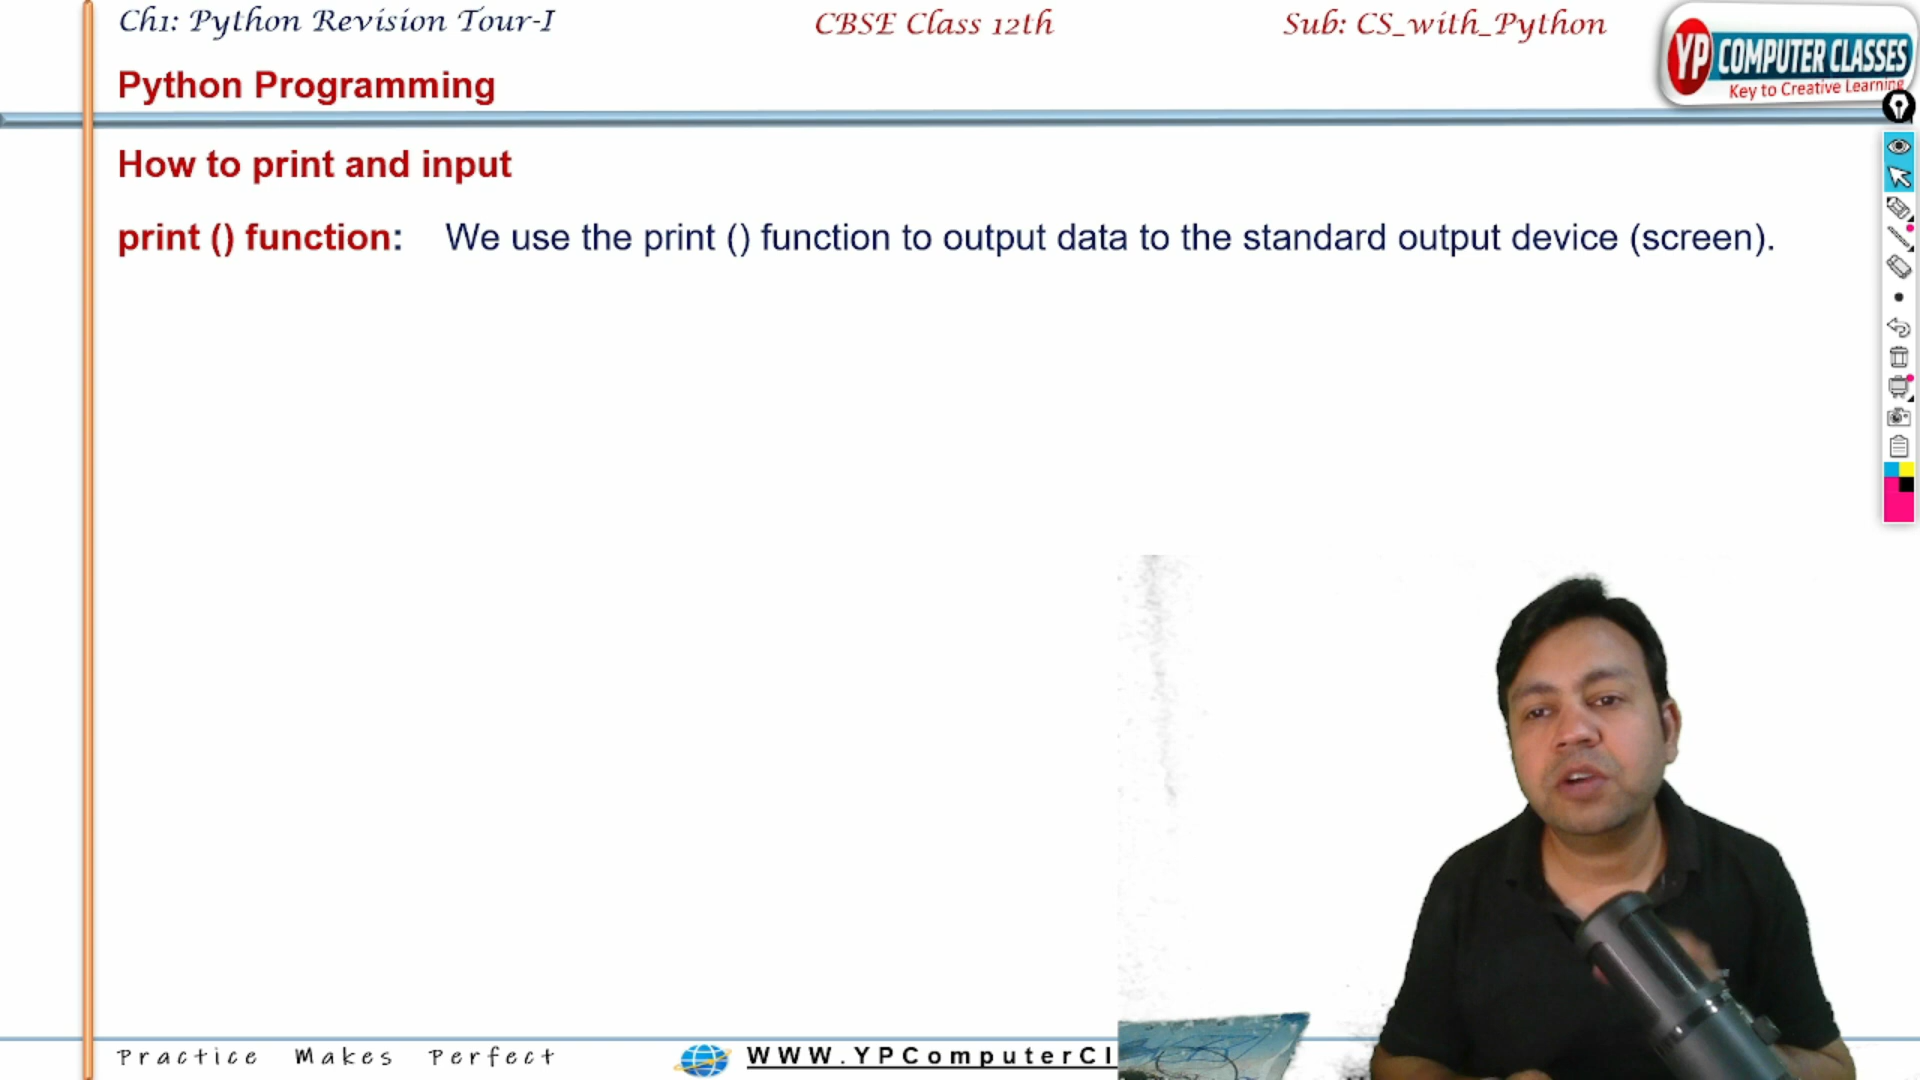 Ch1: Python Revision Tour-I CBSE Class 12th Sub: CS_with_Python
YP COMPUTER CLASSES
Key to Creative Learning
Python Programming
How to print and input
print () function: We use the print () function to output data to the standard output device (screen).
Practice Makes Perfect WWW.YPComputerCl